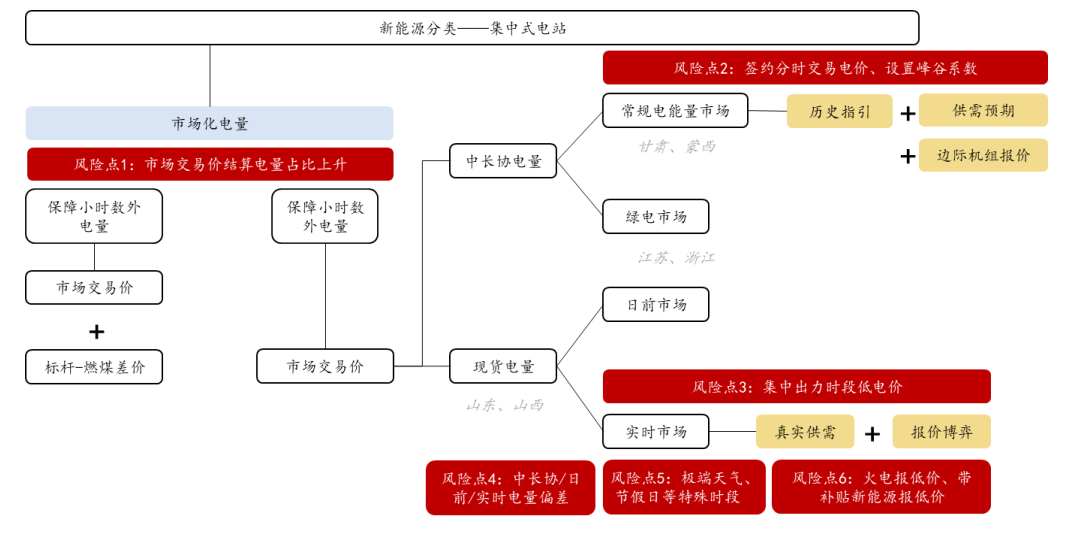 新能源分类——集中式电站
风险点2：签约分时交易电价、设置峰谷系数
市场化电量
常规电能量市场
历史指引
+
供需预期
甘肃、蒙西
+
边际机组报价
风险点1：市场交易价结算电量占比上升
中长协电量
保障小时数外
电量
保障小时数
外电量
绿电市场
江苏、浙江
市场交易价
日前市场
+
标杆-燃煤差价
市场交易价
现货电量
山东、山西
风险点3：集中出力时段低电价
实时市场
真实供需
+
报价博弈
风险点4：中长协/日
前/实时电量偏差
风险点5：极端天气、
节假日等特殊时段
风险点6：火电报低价、带
补贴新能源报低价